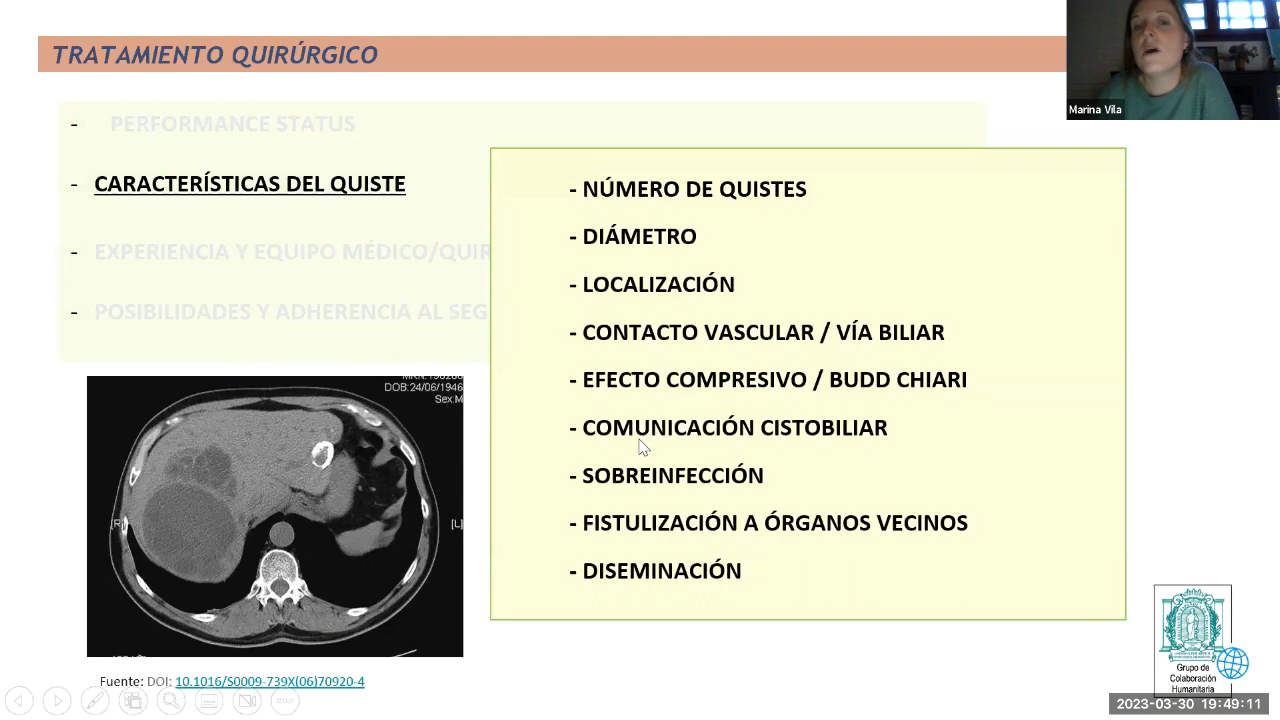 TRATAMIENTO QUIRÚRGICO
Marina Vila
- PERFORMANCE STATUS
- CARACTERÍSTICAS DEL QUISTE
- EXPERIENCIA Y EQUIPO MÉDICO/QUIR
- POSIBILIDADES Y ADHERENCIA AL SEG
- NÚMERO DE QUISTES
- DIÁMETRO
- LOCALIZACIÓN
- CONTACTO VASCULAR / VÍA BILIAR
- EFECTO COMPRESIVO / BUDD CHIARI
- COMUNICACIÓN CISTOBILIAR
- SOBREINFECCIÓN
- FISTULIZACIÓN A ÓRGANOS VECINOS
- DISEMINACIÓN
DOB:24/06/1946
Sex:M
[R]
[L]
Fuente: DOI: 10.1016/S0009-739X(06)70920-4
Grupo de
Colaboración
Humanitaria
2023-03-30 19:49:11